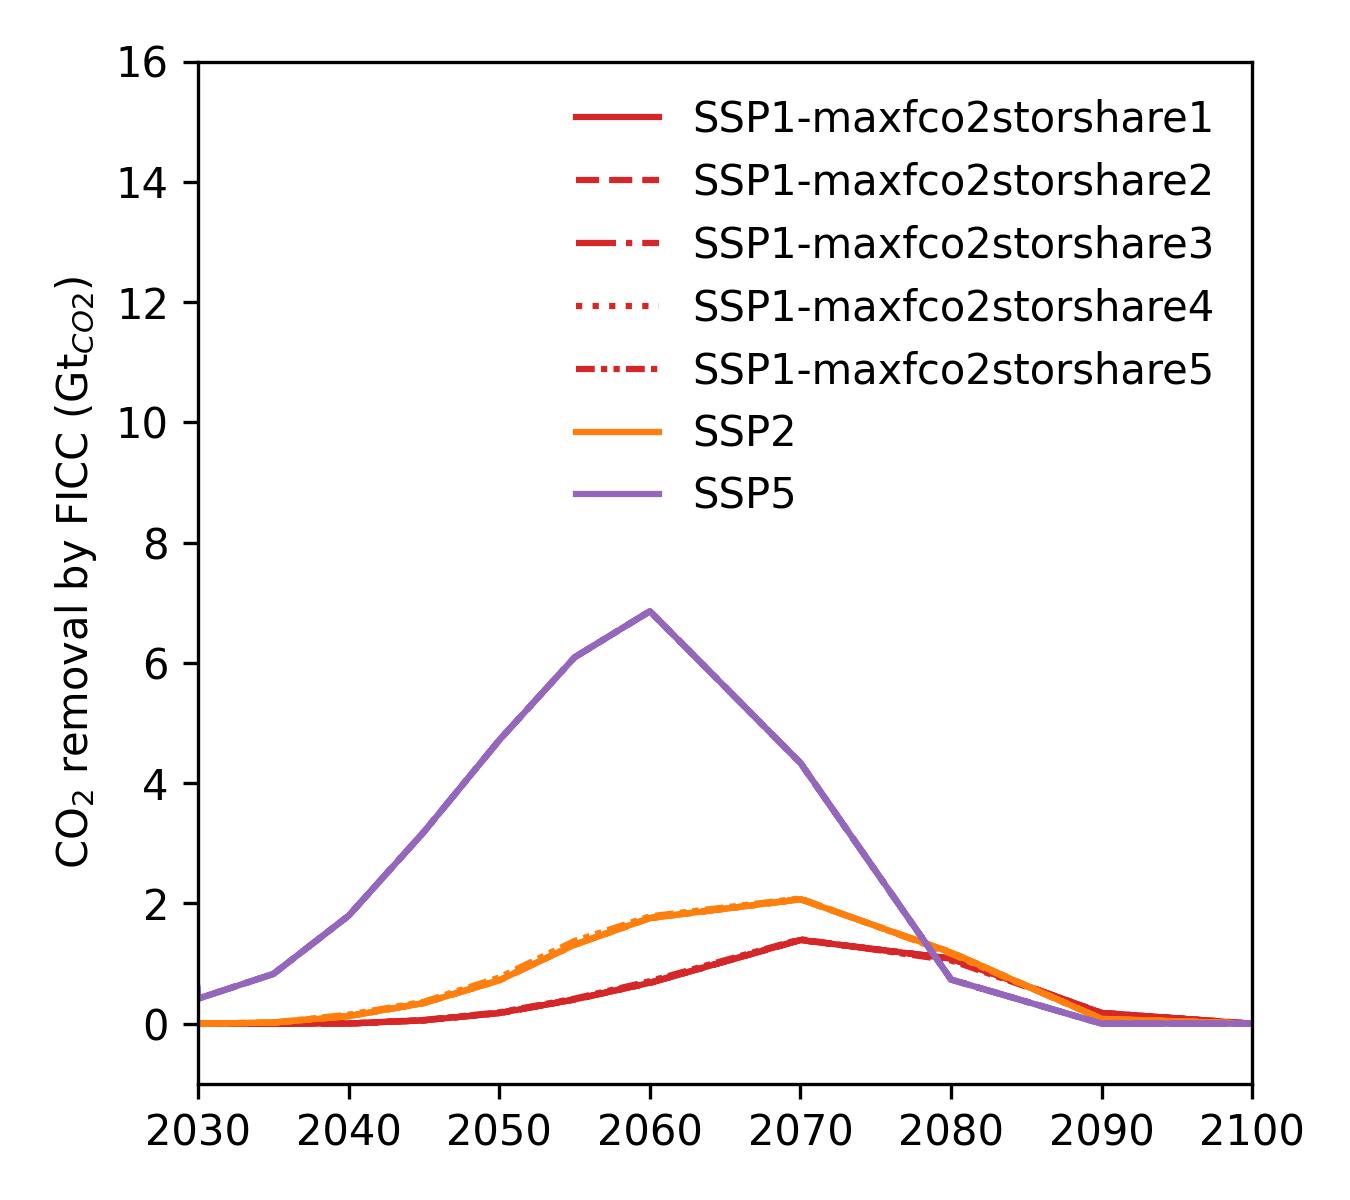 CO₂ removal by FICC (Gt_CO2)
16
14
12
10
8
6
4
2
0
SSP1-maxfco2storshare1
SSP1-maxfco2storshare2
SSP1-maxfco2storshare3
SSP1-maxfco2storshare4
SSP1-maxfco2storshare5
SSP2
SSP5
2030 2040 2050 2060 2070 2080 2090 2100